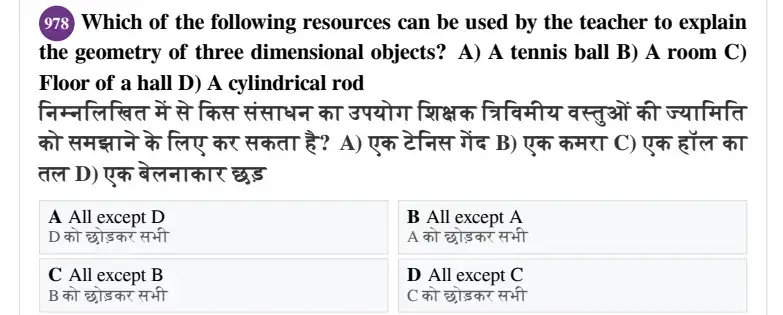 978 Which of the following resources can be used by the teacher to explain
the geometry of three dimensional objects? A) A tennis ball B) A room C)
Floor of a hall D) A cylindrical rod
निम्नलिखित में से किस संसाधन का उपयोग शिक्षक त्रिविमीय वस्तुओं की ज्यामिति
को समझाने के लिए कर सकता है? A) एक टेनिस गेंद B) एक कमरा C) एक हॉल का
तल D) एक बेलनाकार छड़
A All except D
D को छोड़कर सभी
B All except A
A को छोड़कर सभी
C All except B
B को छोड़कर सभी
D All except C
C को छोड़कर सभी